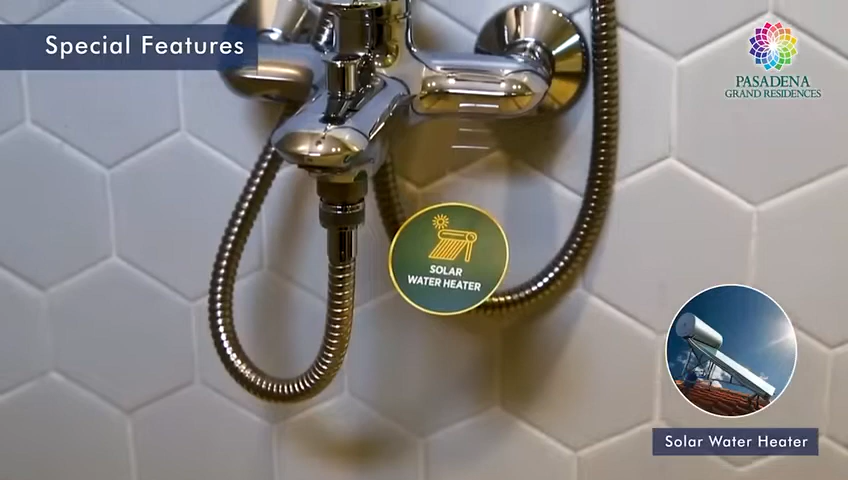 Special Features
PASADENA
GRAND RESIDENCES
SOLAR
WATER HEATER
Solar Water Heater